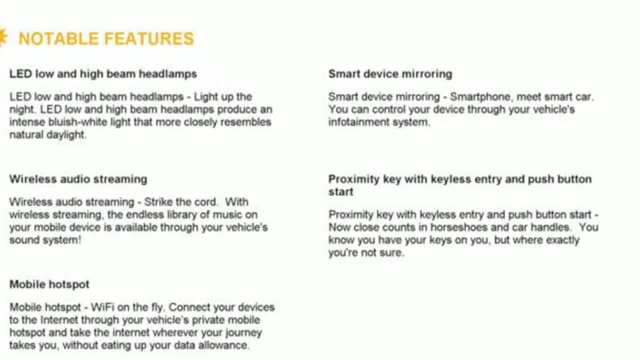 NOTABLE FEATURES
LED low and high beam headlamps
LED low and high beam headlamps - Light up the
night. LED low and high beam headlamps produce an
intense bluish-white light that more closely resembles
natural daylight.
Smart device mirroring
Smart device mirroring - Smartphone, meet smart car.
You can control your device through your vehicle's
infotainment system.
Wireless audio streaming
Wireless audio streaming - Strike the cord. With
wireless streaming, the endless library of music on
your mobile device is available through your vehicle's
sound system!
Proximity key with keyless entry and push button
start
Proximity key with keyless entry and push button start -
Now close counts in horseshoes and car handles. You
know you have your keys on you, but where exactly
you're not sure.
Mobile hotspot
Mobile hotspot - WiFi on the fly. Connect your devices
to the Internet through your vehicle's private mobile
hotspot and take the internet wherever your journey
takes you, without eating up your data allowance.